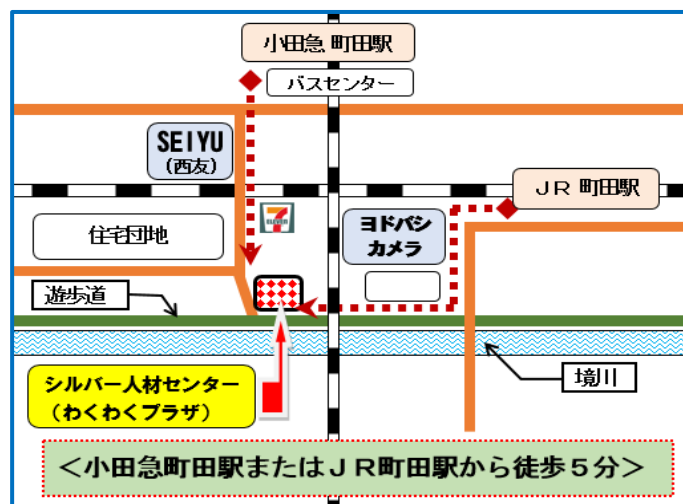 小田急 町田駅
バスセンター
SEIYU
(西友)
JR 町田駅
7
ELEVEN
住宅団地
ヨドバシ
カメラ
遊歩道
シルバー人材センター
(わくわくプラザ)
境川
＜小田急町田駅またはJR町田駅から徒歩5分＞